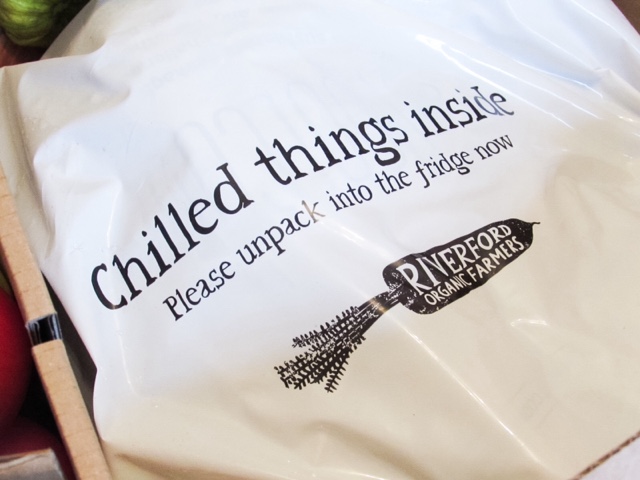 Chilled things inside
Please unpack into the fridge now
RIVERFORD
ORGANIC FARMERS